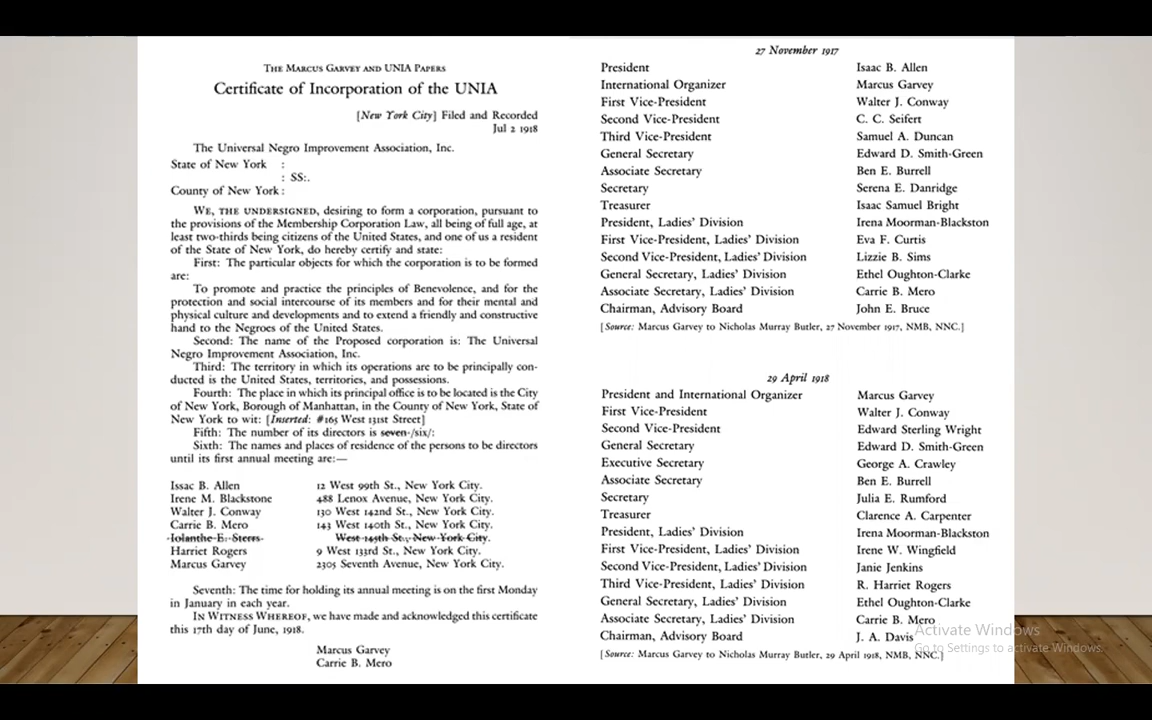 THE MARCUS GARVEY AND UNIA PAPERS
Certificate of Incorporation of the UNIA
[New York City] Filed and Recorded
Jul 2 1918
The Universal Negro Improvement Association, Inc.
State of New York :
: SS:.
County of New York :
WE, THE UNDERSIGNED, desiring to form a corporation, pursuant to
the provisions of the Membership Corporation Law, all being of full age, at
least two-thirds being citizens of the United States, and one of us a resident
of the State of New York, do hereby certify and state:
First: The particular objects for which the corporation is to be formed
are:
To promote and practice the principles of Benevolence, and for the
protection and social intercourse of its members and for their mental and
physical culture and developments and to extend a friendly and constructive
hand to the Negroes of the United States.
Second: The name of the Proposed corporation is: The Universal
Negro Improvement Association, Inc.
Third: The territory in which its operations are to be principally con-
ducted is the United States, territories, and possessions.
Fourth: The place in which its principal office is to be located is the City
of New York, Borough of Manhattan, in the County of New York, State of
New York to wit: [Inserted: #165 West 131st Street]
Fifth: The number of its directors is seven /six/:
Sixth: The names and places of residence of the persons to be directors
until its first annual meeting are:—
Issac B. Allen 12 West 99th St., New York City.
Irene M. Blackstone 488 Lenox Avenue, New York City.
Walter J. Conway 130 West 142nd St., New York City.
Carrie B. Mero 143 West 140th St., New York City.
Iolanthe E. Sterrs West 145th St., New York City.
Harriet Rogers 9 West 133rd St., New York City.
Marcus Garvey 2305 Seventh Avenue, New York City.
Seventh: The time for holding its annual meeting is on the first Monday
in January in each year.
IN WITNESS WHEREOF, we have made and acknowledged this certificate
this 17th day of June, 1918.
Marcus Garvey
Carrie B. Mero
27 November 1917
President Isaac B. Allen
International Organizer Marcus Garvey
First Vice-President Walter J. Conway
Second Vice-President C. C. Seifert
Third Vice-President Samuel A. Duncan
General Secretary Edward D. Smith-Green
Associate Secretary Ben E. Burrell
Secretary Serena E. Danridge
Treasurer Isaac Samuel Bright
President, Ladies' Division Irena Moorman-Blackston
First Vice-President, Ladies' Division Eva F. Curtis
Second Vice-President, Ladies' Division Lizzie B. Sims
General Secretary, Ladies' Division Ethel Oughton-Clarke
Associate Secretary, Ladies' Division Carrie B. Mero
Chairman, Advisory Board John E. Bruce
[Source: Marcus Garvey to Nicholas Murray Butler, 27 November 1917, NMB, NNC.]
29 April 1918
President and International Organizer Marcus Garvey
First Vice-President Walter J. Conway
Second Vice-President Edward Sterling Wright
General Secretary Edward D. Smith-Green
Executive Secretary George A. Crawley
Associate Secretary Ben E. Burrell
Secretary Julia E. Rumford
Treasurer Clarence A. Carpenter
President, Ladies' Division Irena Moorman-Blackston
First Vice-President, Ladies' Division Irene W. Wingfield
Second Vice-President, Ladies' Division Janie Jenkins
Third Vice-President, Ladies' Division R. Harriet Rogers
General Secretary, Ladies' Division Ethel Oughton-Clarke
Associate Secretary, Ladies' Division Carrie B. Mero
Chairman, Advisory Board J. A. Davis
[Source: Marcus Garvey to Nicholas Murray Butler, 29 April 1918, NMB, NNC.]
Activate Windows
Go to Settings to activate Windows.